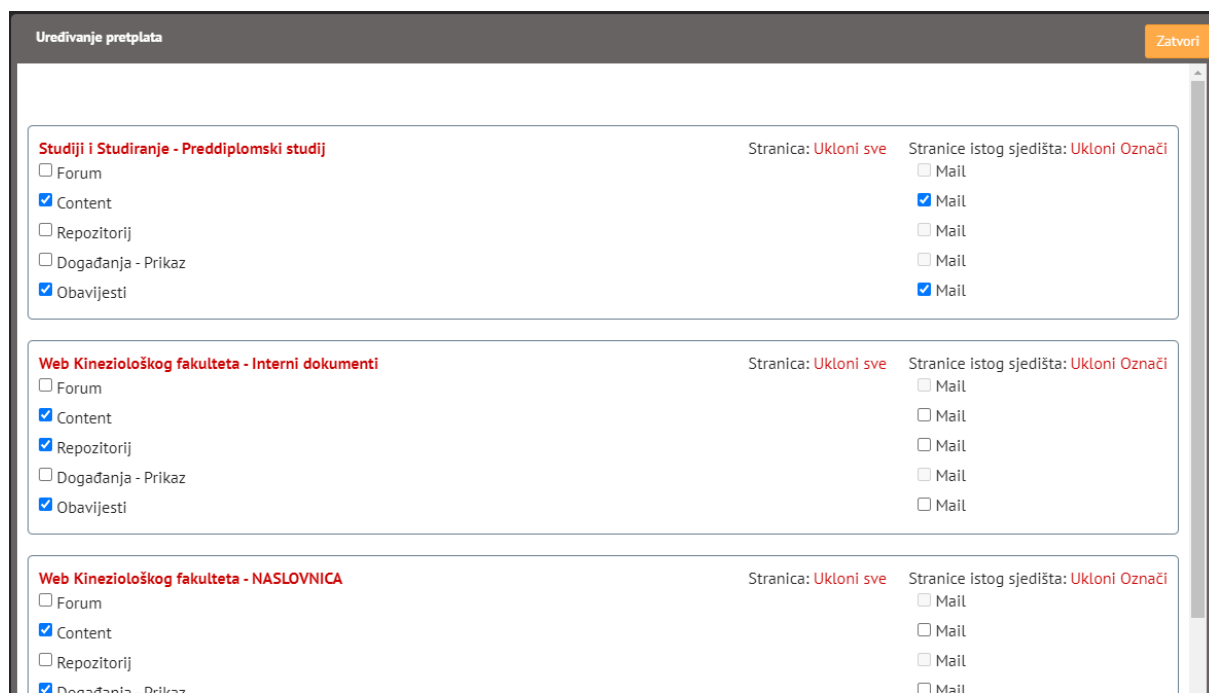 Uređivanje pretplata Zatvori
Studiji i Studiranje - Preddiplomski studij Stranica: Ukloni sve Stranice istog sjedišta: Ukloni Označi
Forum Mail
Content Mail
Repozitorij Mail
Događanja - Prikaz Mail
Obavijesti Mail
Web Kineziološkog fakulteta - Interni dokumenti Stranica: Ukloni sve Stranice istog sjedišta: Ukloni Označi
Forum Mail
Content Mail
Repozitorij Mail
Događanja - Prikaz Mail
Obavijesti Mail
Web Kineziološkog fakulteta - NASLOVNICA Stranica: Ukloni sve Stranice istog sjedišta: Ukloni Označi
Forum Mail
Content Mail
Repozitorij Mail
Događanja - Prikaz Mail